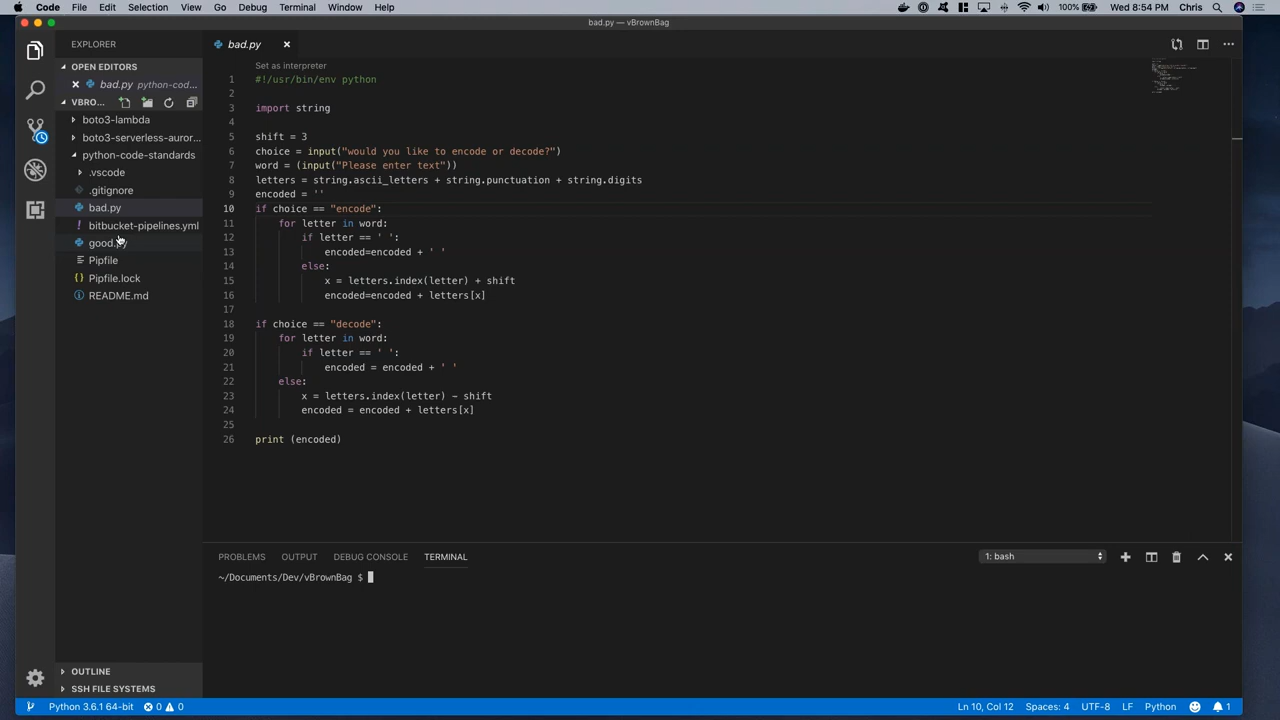 Code File Edit Selection View Go Debug Terminal Window Help 100% Wed 8:54 PM Chris
bad.py — vBrownBag
EXPLORER
OPEN EDITORS
bad.py python-cod...
VBRO...
boto3-lambda
boto3-serverless-auror...
python-code-standards
.vscode
.gitignore
bad.py
bitbucket-pipelines.yml
good.py
Pipfile
Pipfile.lock
README.md
OUTLINE
SSH FILE SYSTEMS
bad.py
Set as interpreter
1 #!/usr/bin/env python
2
3 import string
4
5 shift = 3
6 choice = input("would you like to encode or decode?")
7 word = (input("Please enter text"))
8 letters = string.ascii_letters + string.punctuation + string.digits
9 encoded = ''
10 if choice == "encode":
11 for letter in word:
12 if letter == ' ':
13 encoded=encoded + ' '
14 else:
15 x = letters.index(letter) + shift
16 encoded=encoded + letters[x]
17
18 if choice == "decode":
19 for letter in word:
20 if letter == ' ':
21 encoded = encoded + ' '
22 else:
23 x = letters.index(letter) ~ shift
24 encoded = encoded + letters[x]
25
26 print (encoded)
PROBLEMS OUTPUT DEBUG CONSOLE TERMINAL 1: bash
~/Documents/Dev/vBrownBag $
Python 3.6.1 64-bit 0 0 Ln 10, Col 12 Spaces: 4 UTF-8 LF Python 1